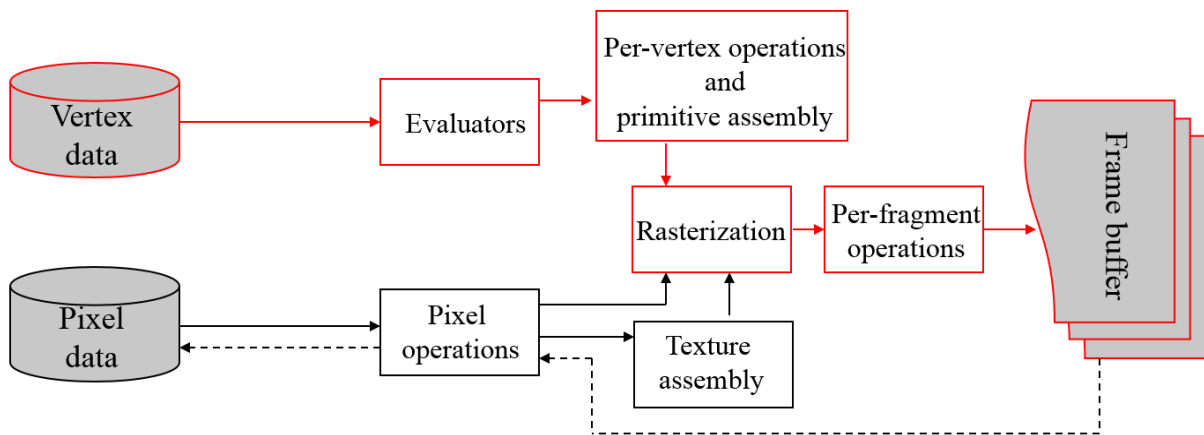 Per-vertex operations
and
primitive assembly
Vertex
data
Evaluators
Frame buffer
Rasterization
Per-fragment
operations
Pixel
data
Pixel
operations
Texture
assembly